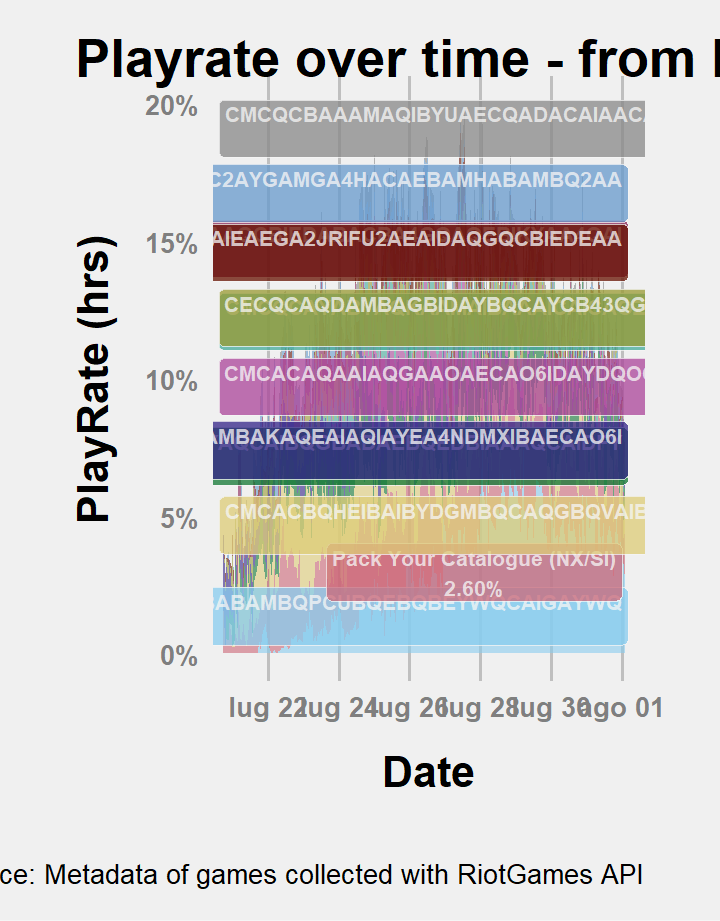 Playrate over time - from
20%
CMCQCBAAAMAQIBYUAECQADACAIAAC
C2AYGAMGA4HACAEBAMHABAMBQ2AA
15%
AIEAEGA2JRIFU2AEAIDAQGQCBIEDEAA
CECQCAQDAMBAGBIDAYBQCAYCB43QG
10%
CMCACAQAAIAQGAAOAECAO6IDAYDQO
AMBAKAQEAIAQIAYEA4NDMXIBAECAO6I
5%
CMCACBQHEIBAIBYDGMBQCAQGBQVAIE
Pack Your Catalogue (NX/SI)
2.60%
ABAMBQPCUBQEBQBEYWQCAIGAYWQ
0%
PlayRate (hrs)
lug 22 lug 24 lug 26 lug 28 lug 30 ago 01
Date
ce: Metadata of games collected with RiotGames API